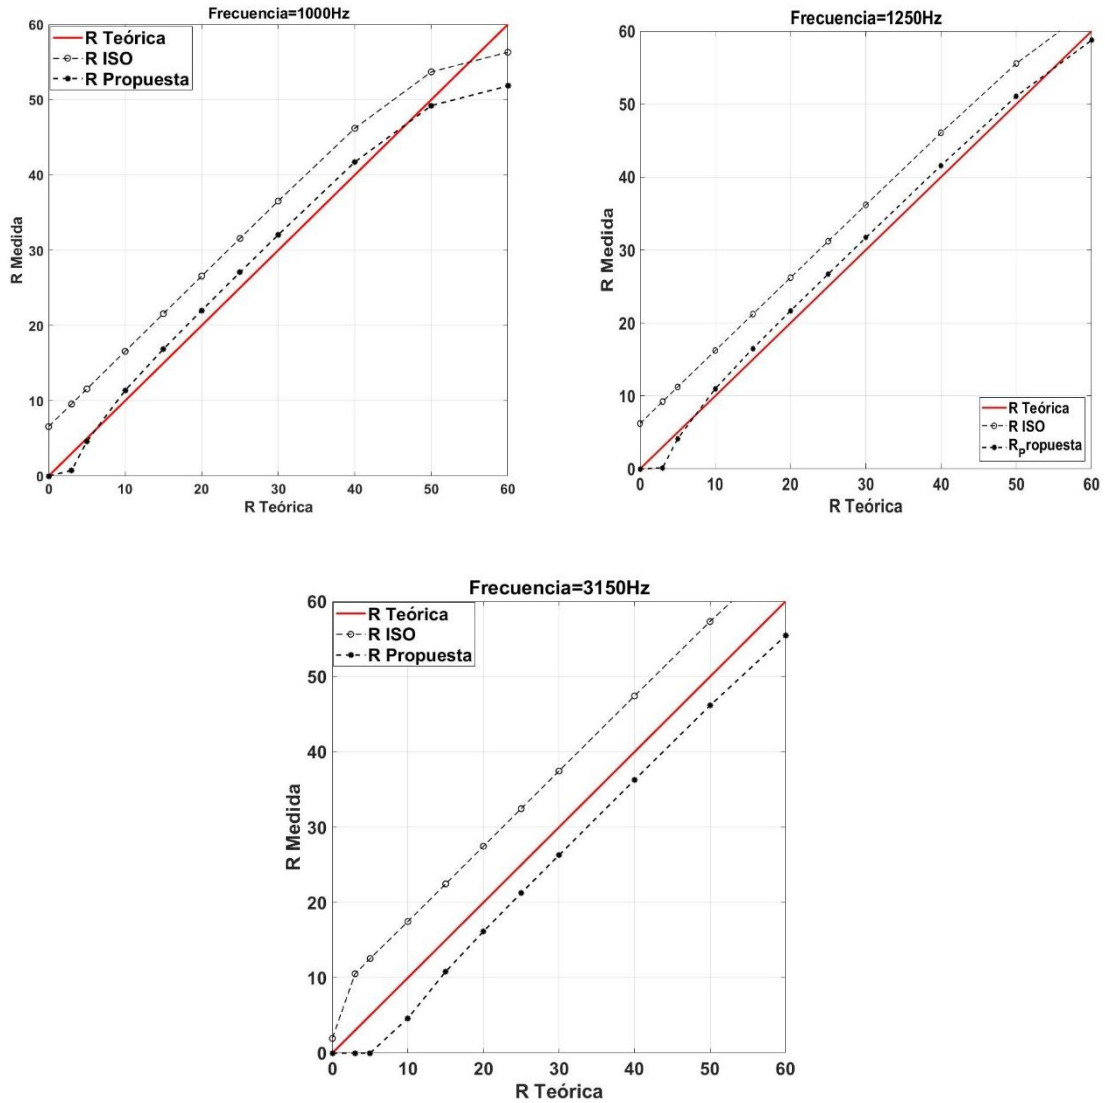 Frecuencia=1000Hz
R Teórica
R ISO
R Propuesta
60
50
40
30
20
10
0
R Medida
0 10 20 30 40 50 60
R Teórica
Frecuencia=1250Hz
60
50
40
30
20
10
0
R Medida
R Teórica
R ISO
R_Propuesta
0 10 20 30 40 50 60
R Teórica
Frecuencia=3150Hz
R Teórica
R ISO
R Propuesta
60
50
40
30
20
10
0
R Medida
0 10 20 30 40 50 60
R Teórica